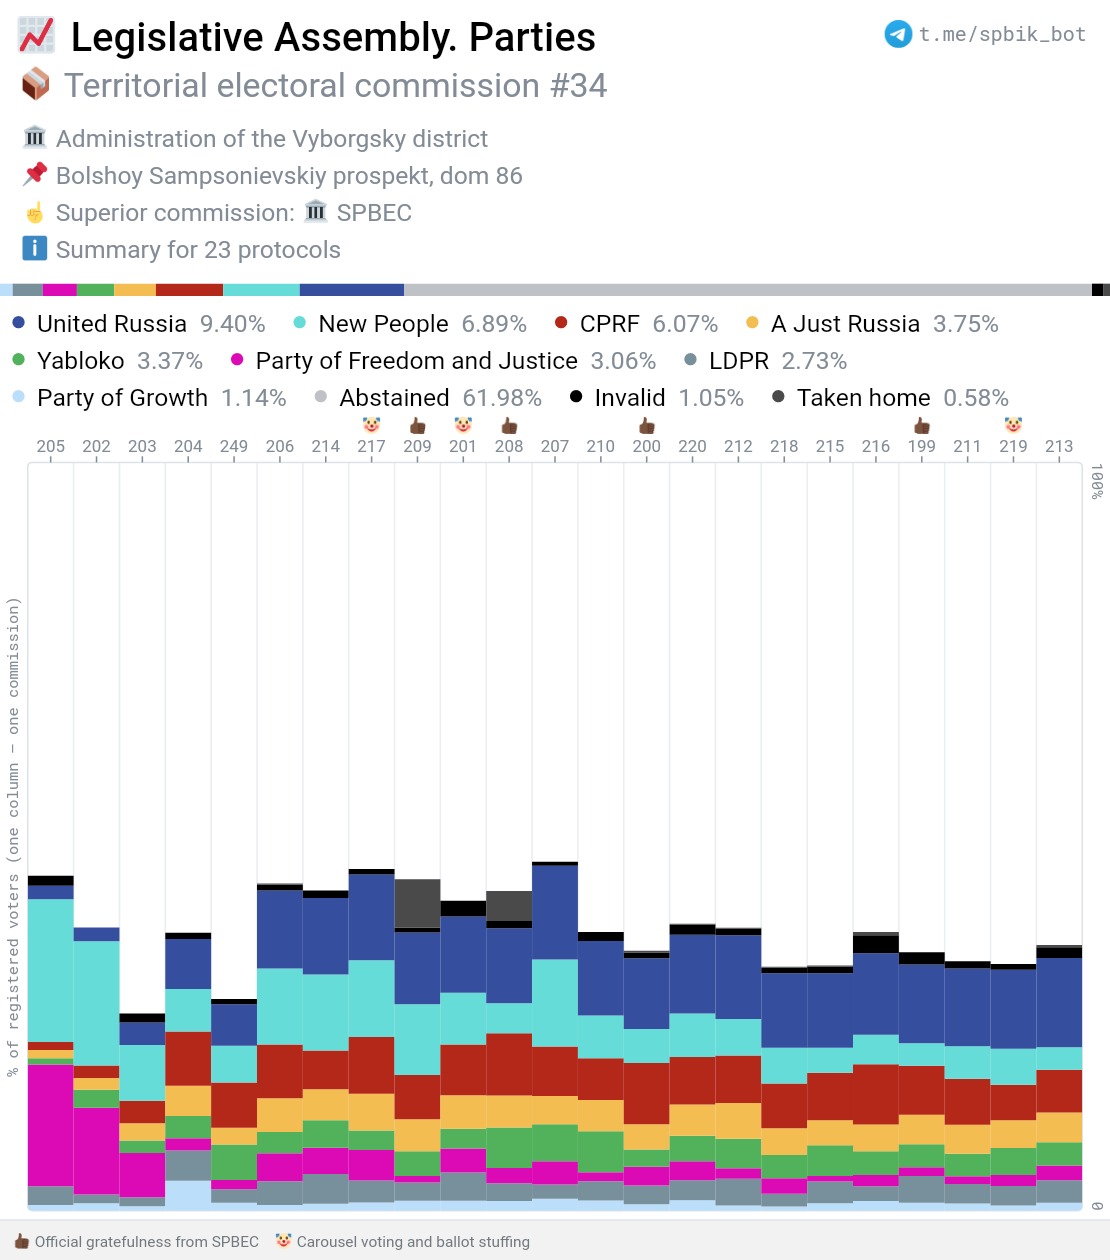 Legislative Assembly. Parties
t.me/spbik_bot
Territorial electoral commission #34
Administration of the Vyborgsky district
Bolshoy Sampsonievskiy prospekt, dom 86
Superior commission: SPBEC
Summary for 23 protocols
United Russia 9.40% New People 6.89% CPRF 6.07% A Just Russia 3.75%
Yabloko 3.37% Party of Freedom and Justice 3.06% LDPR 2.73%
Party of Growth 1.14% Abstained 61.98% Invalid 1.05% Taken home 0.58%
205 202 203 204 249 206 214 217 209 201 208 207 210 200 220 212 218 215 216 199 211 219 213
100%
% of registered voters (one column – one commission)
0
Official gratefulness from SPBEC Carousel voting and ballot stuffing